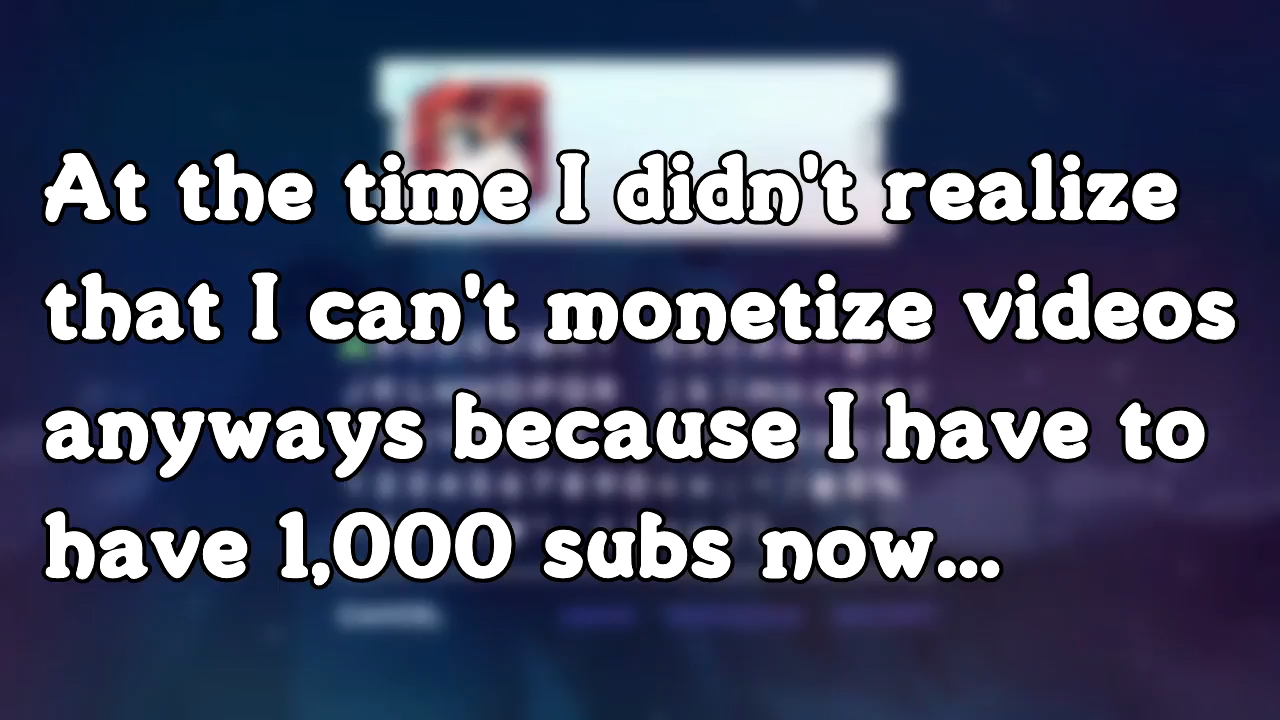 At the time I didn't realize
that I can't monetize videos
anyways because I have to
have 1,000 subs now...